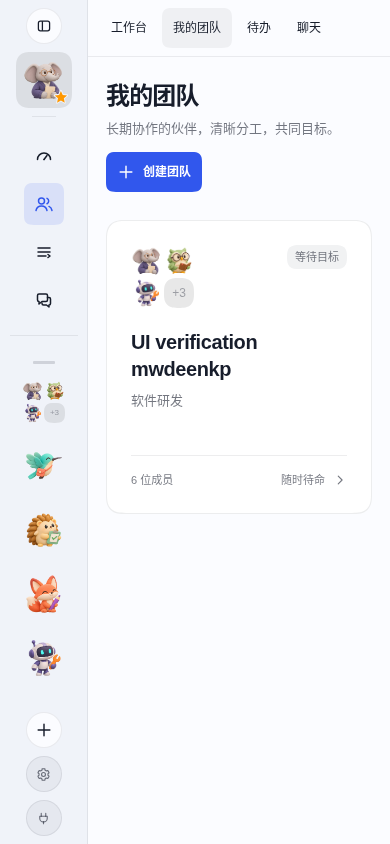 工作台 我的团队 待办 聊天
我的团队
长期协作的伙伴，清晰分工，共同目标。
创建团队
等待目标
+3
UI verification
mwdeenkp
软件研发
6 位成员 随时待命
+3